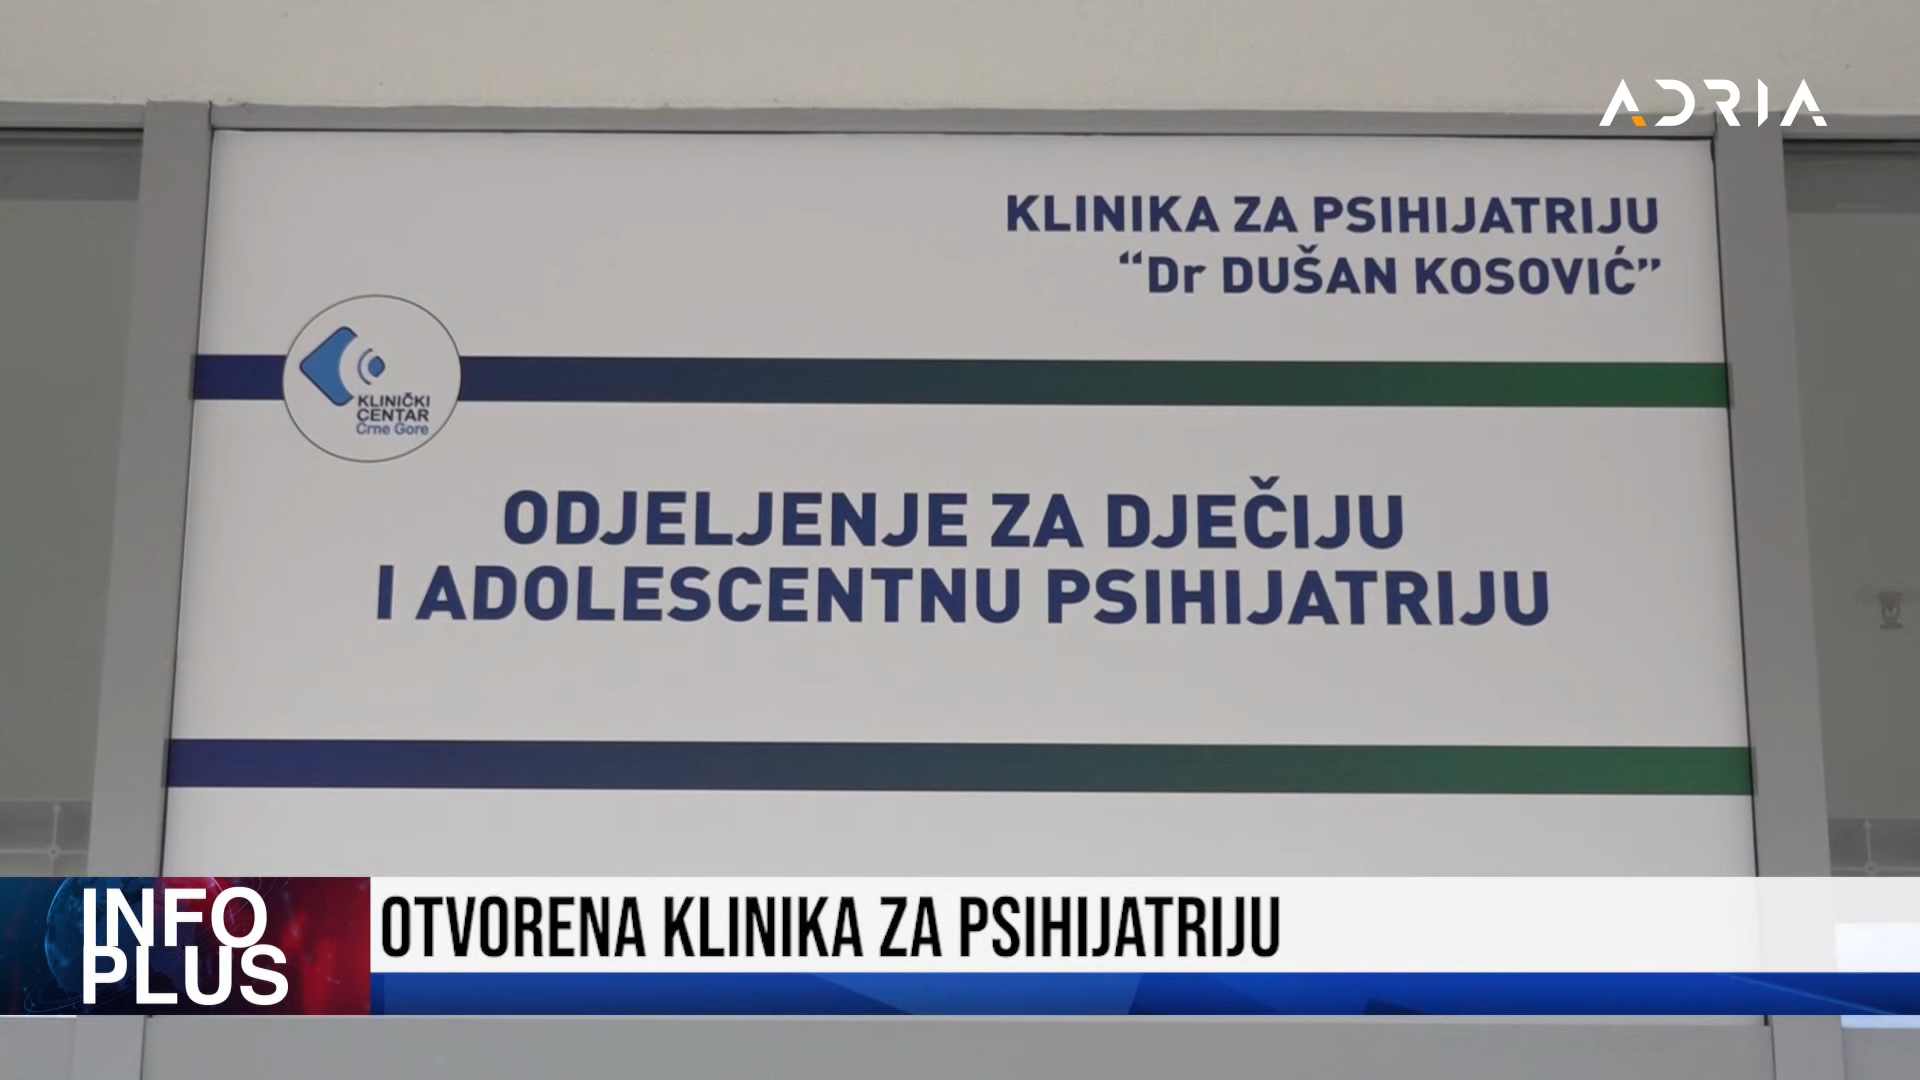 ADRIA
KLINIKA ZA PSIHIJATRIJU
“Dr DUŠAN KOSOVIĆ”
KLINIČKI
CENTAR
Crne Gore
ODJELJENJE ZA DJEČIJU
I ADOLESCENTNU PSIHIJATRIJU
INFO
PLUS
OTVORENA KLINIKA ZA PSIHIJATRIJU